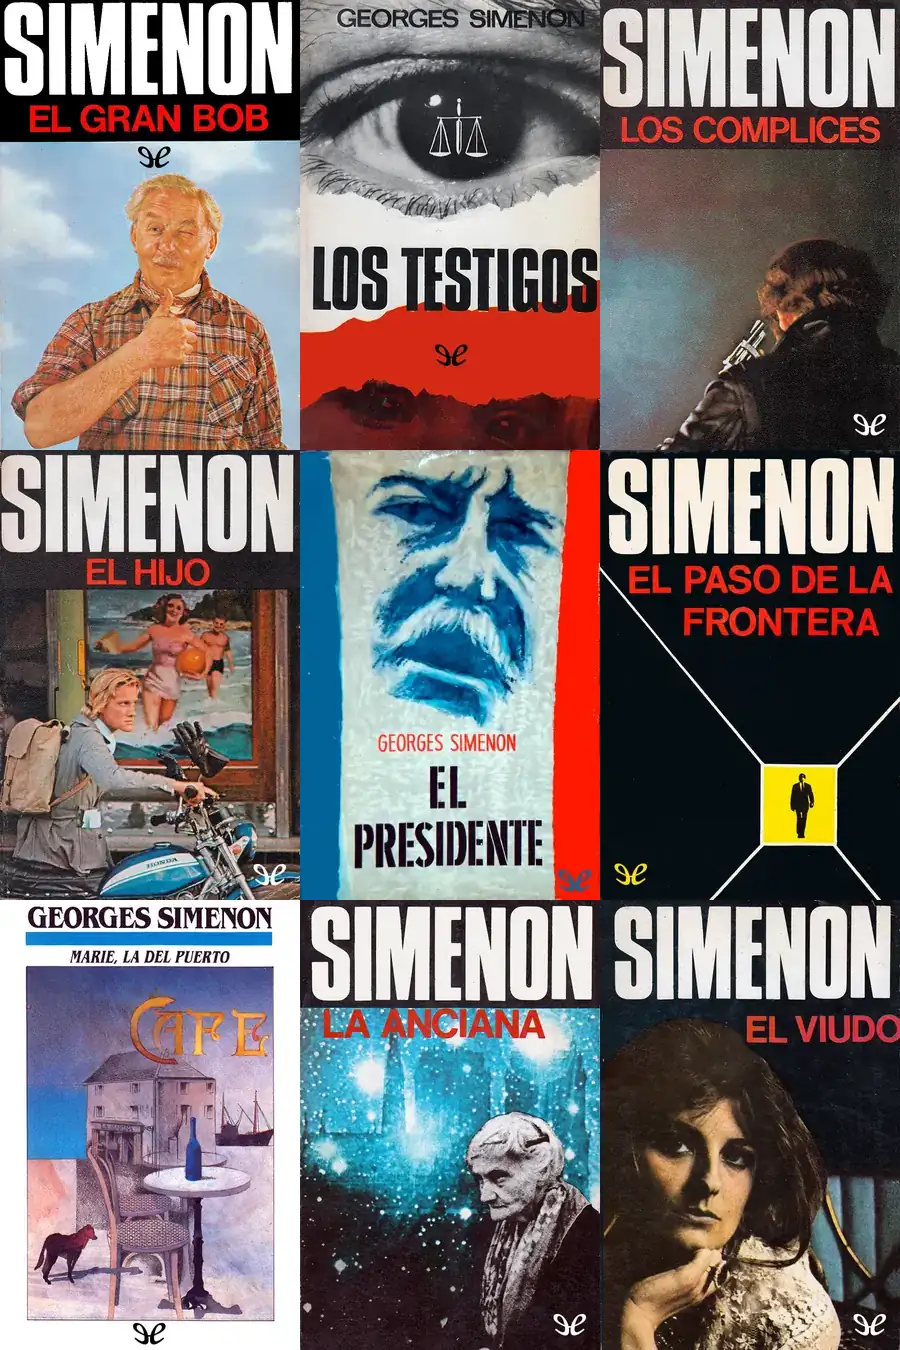 SIMENON
EL GRAN BOB
GEORGES SIMENON
LOS TESTIGOS
SIMENON
LOS COMPLICES
SIMENON
EL HIJO
HONDA
GEORGES SIMENON
EL
PRESIDENTE
SIMENON
EL PASO DE LA
FRONTERA
GEORGES SIMENON
MARIE, LA DEL PUERTO
CAFE
SIMENON
LA ANCIANA
SIMENON
EL VIUDO